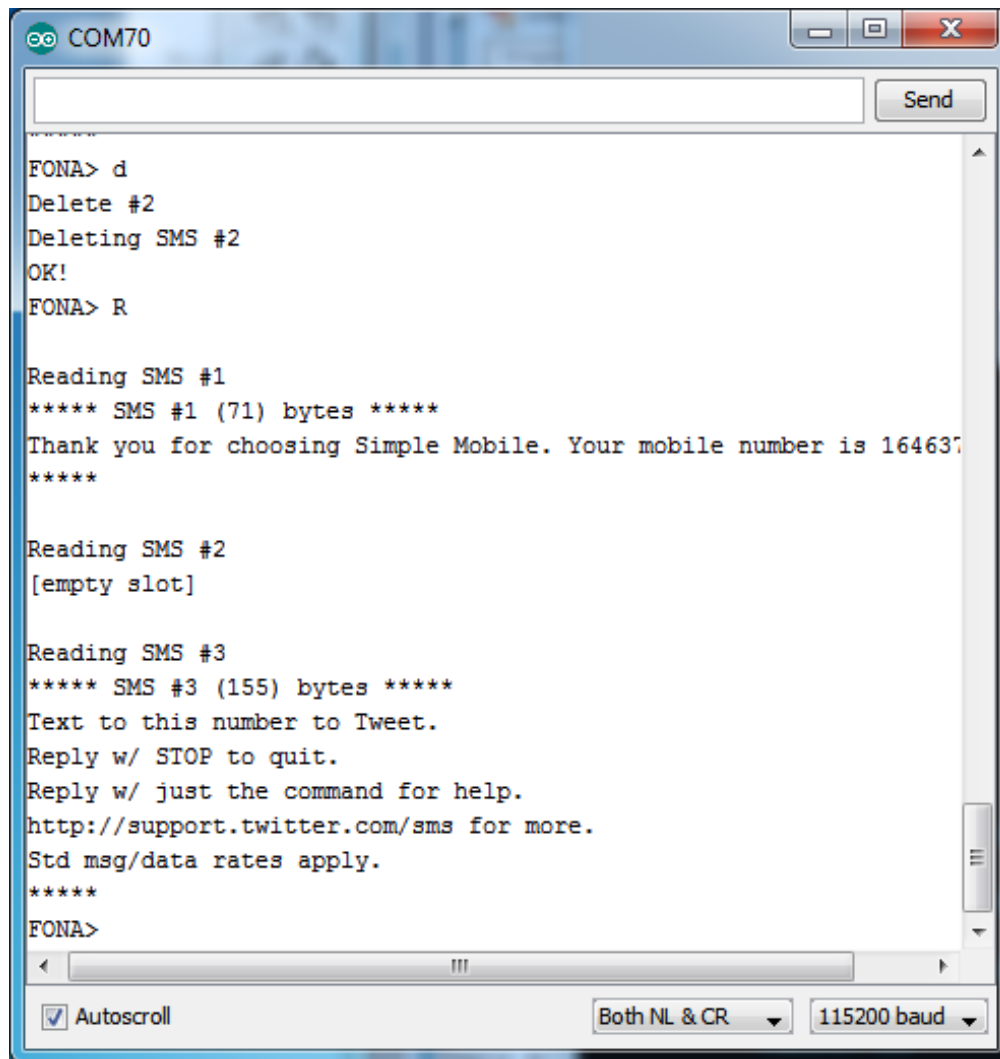 COM70
Send
FONA> d
Delete #2
Deleting SMS #2
OK!
FONA> R
Reading SMS #1
***** SMS #1 (71) bytes *****
Thank you for choosing Simple Mobile. Your mobile number is 164637
*****
Reading SMS #2
[empty slot]
Reading SMS #3
***** SMS #3 (155) bytes *****
Text to this number to Tweet.
Reply w/ STOP to quit.
Reply w/ just the command for help.
http://support.twitter.com/sms for more.
Std msg/data rates apply.
*****
FONA>
Autoscroll
Both NL & CR
115200 baud